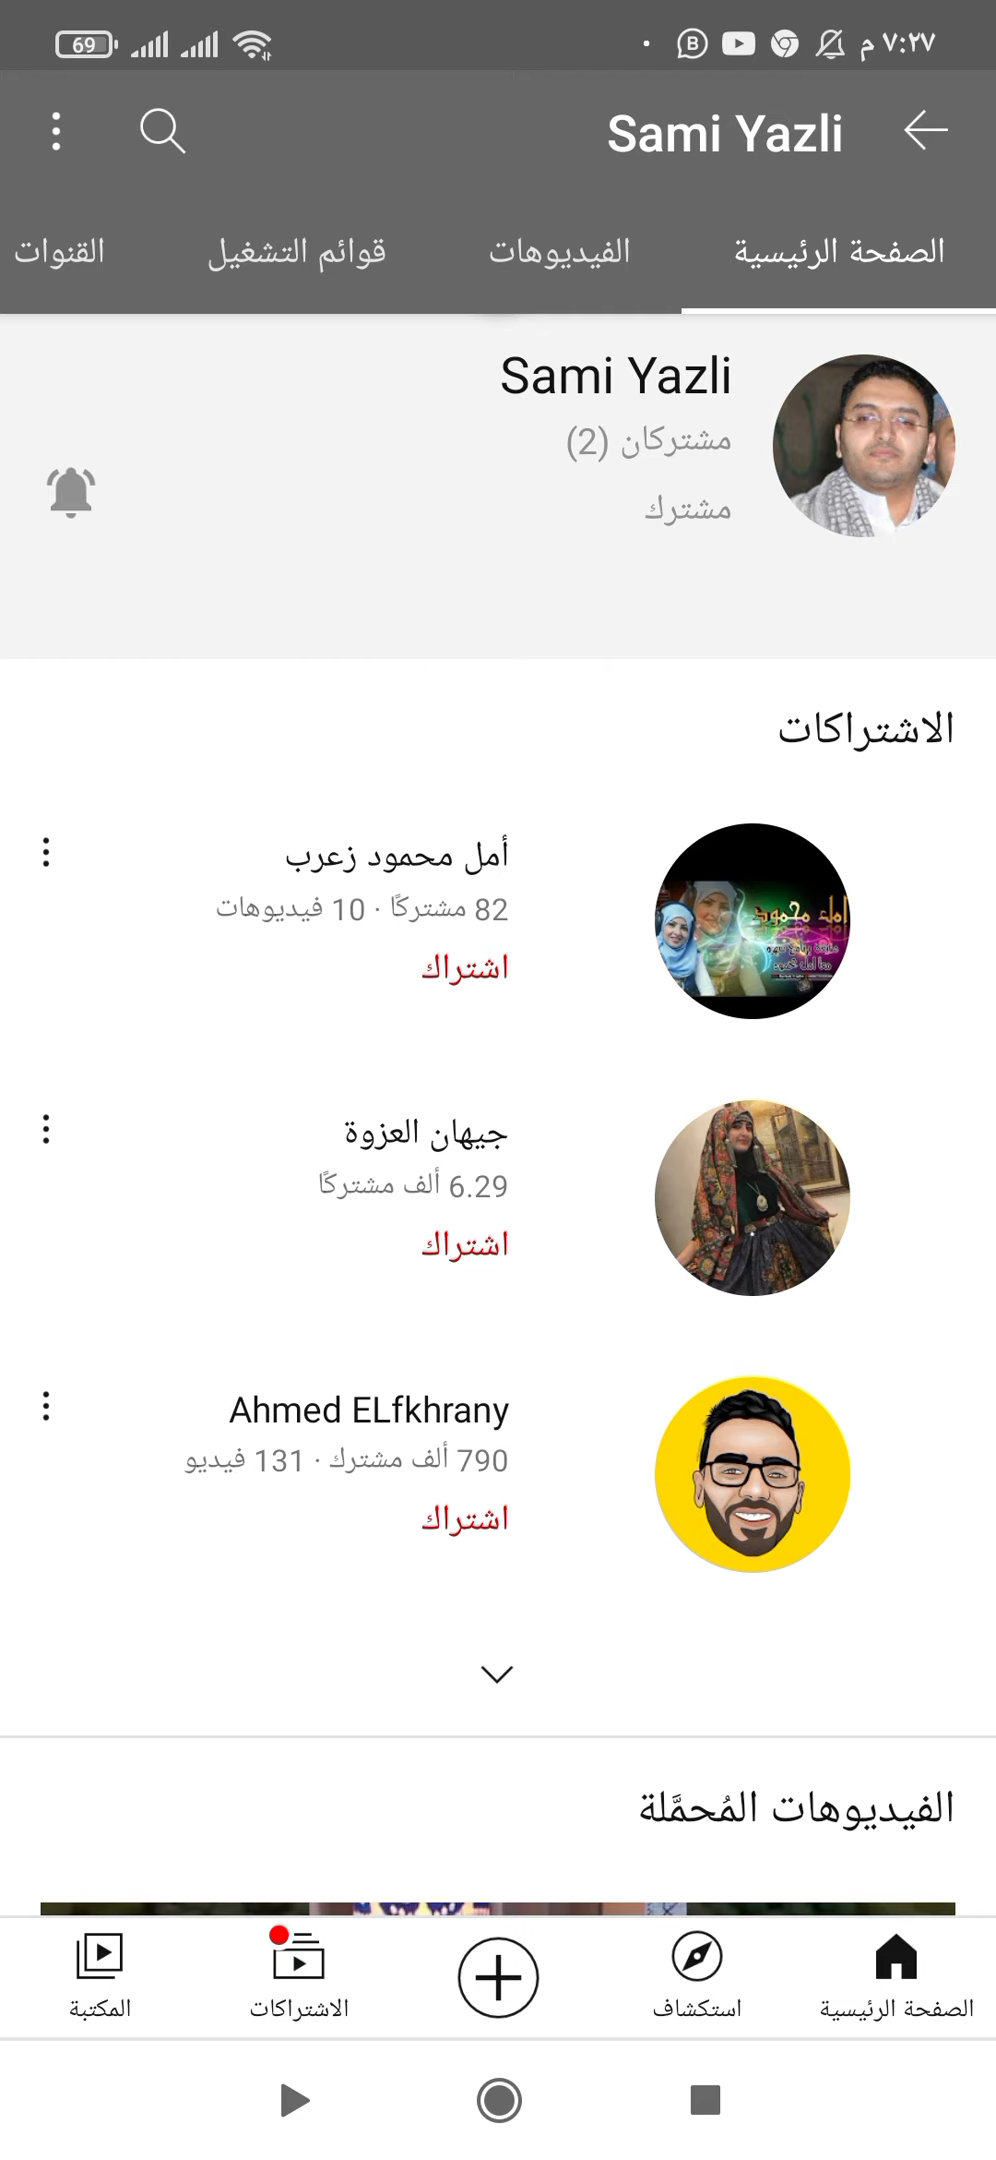 ٧:٢٧ م
69
Sami Yazli
الصفحة الرئيسية
الفيديوهات
قوائم التشغيل
القنوات
Sami Yazli
مشتركان (2)
مشترك
الاشتراكات
أمل محمود زعرب
82 مشتركًا · 10 فيديوهات
اشتراك
جيهان العزوة
6.29 ألف مشتركًا
اشتراك
Ahmed ELfkhrany
790 ألف مشترك · 131 فيديو
اشتراك
الفيديوهات المُحمَّلة
الصفحة الرئيسية
استكشاف
الاشتراكات
المكتبة